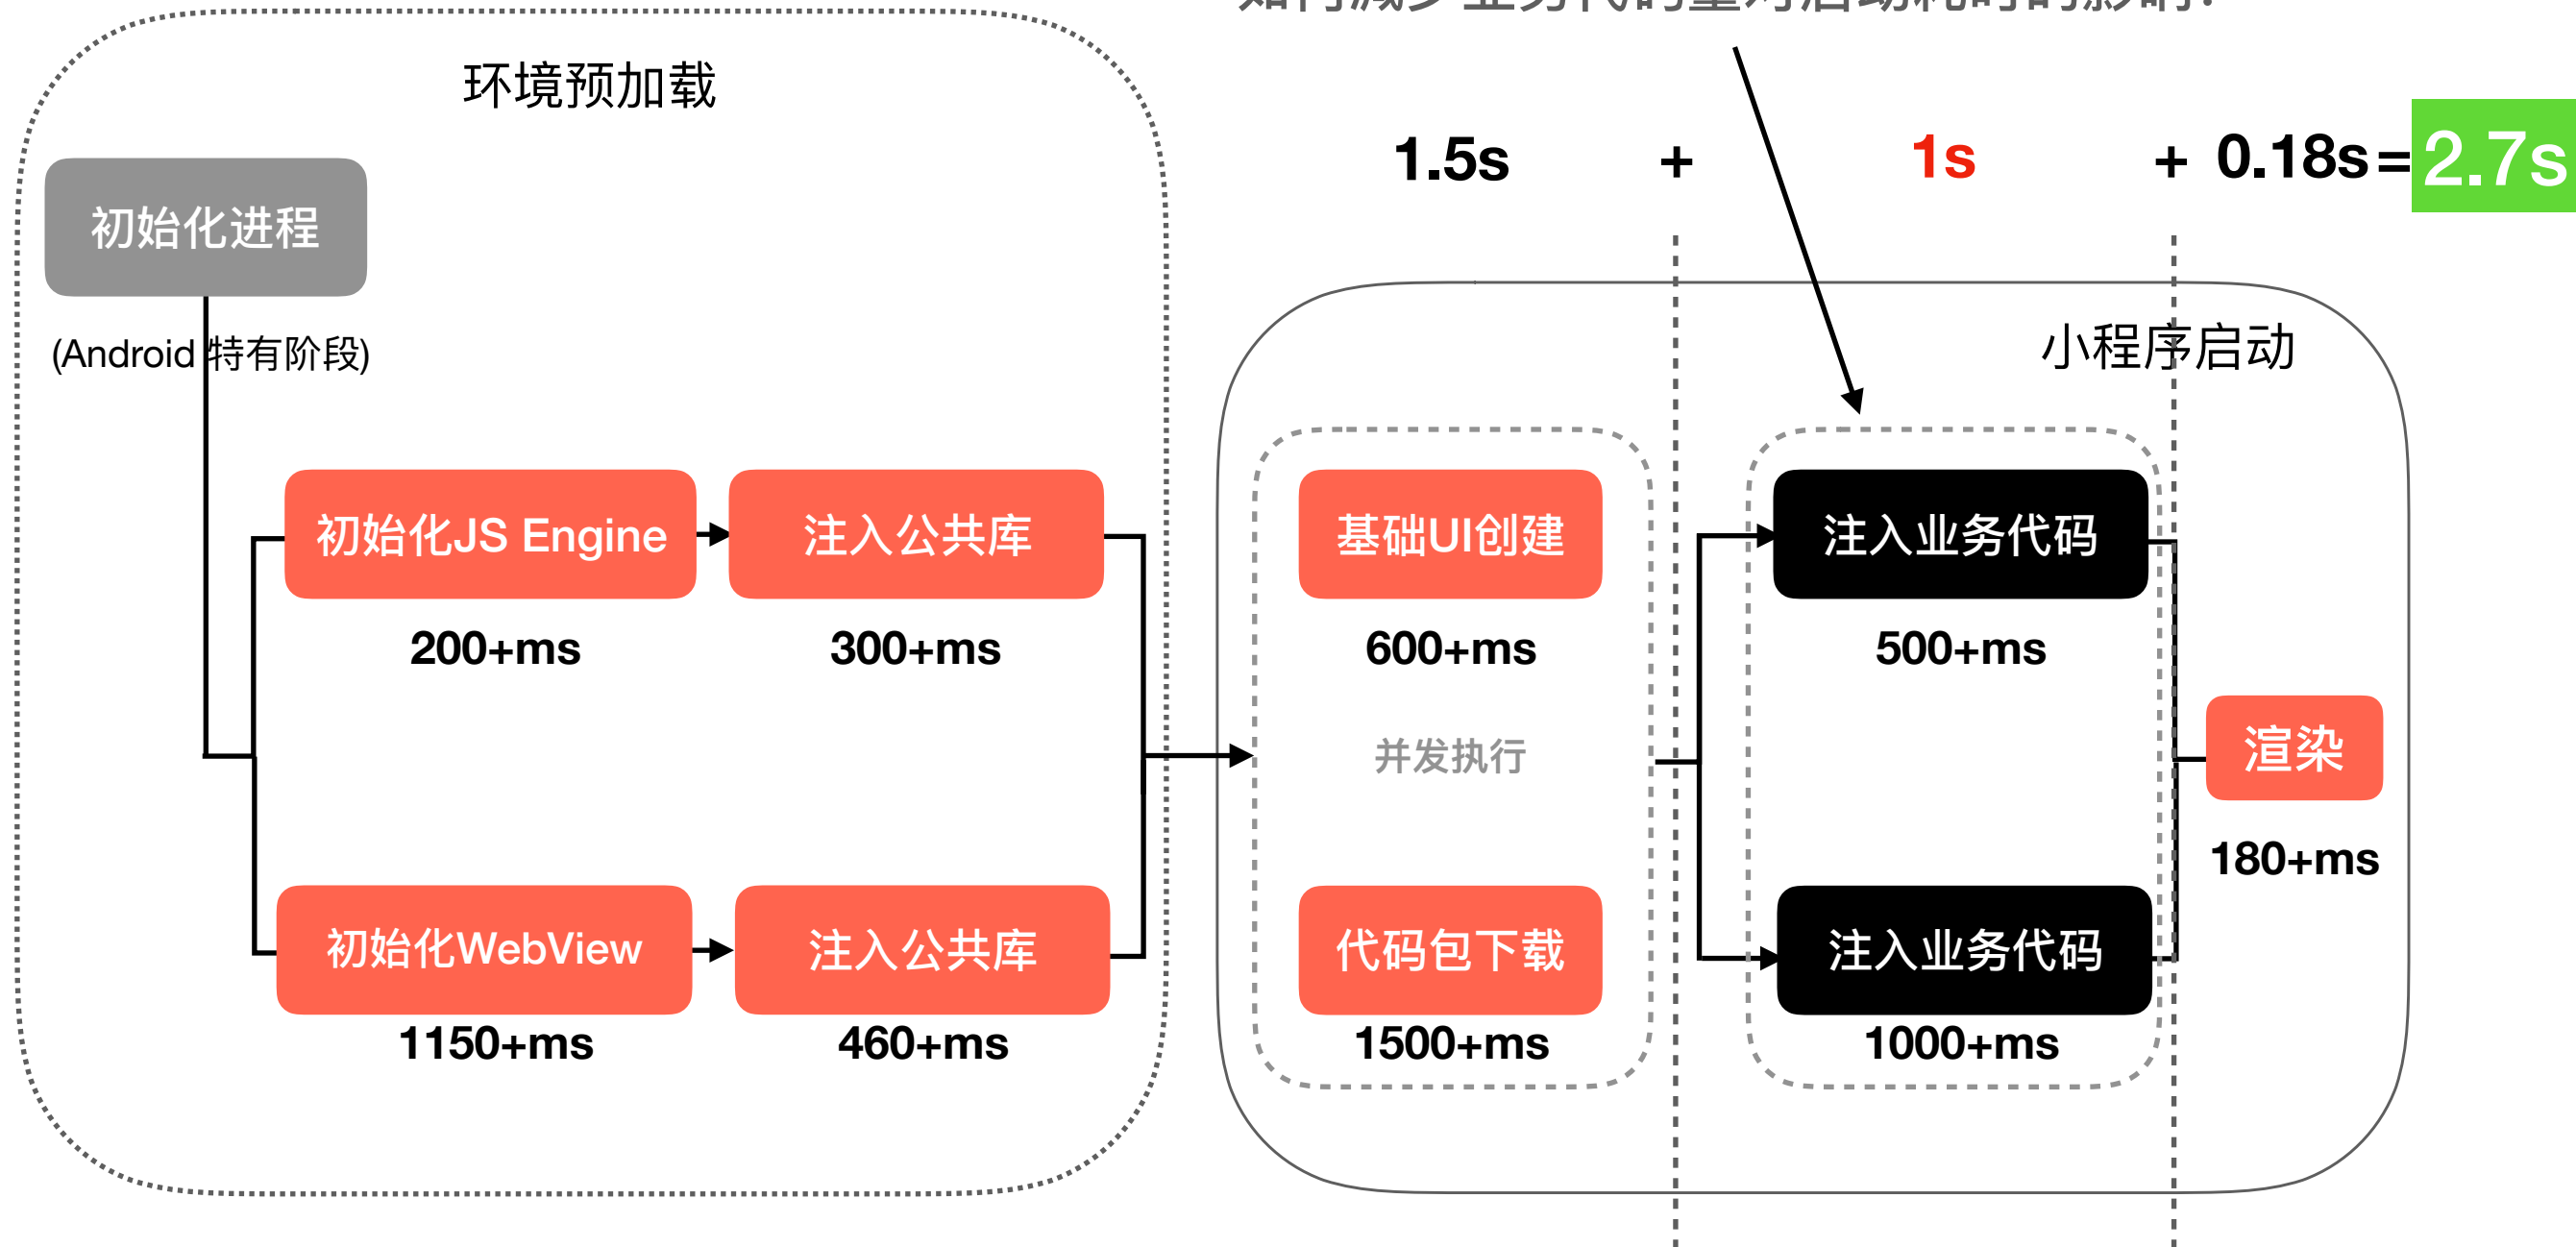 环境预加载
初始化进程
(Android 特有阶段)
初始化JS Engine
200+ms
注入公共库
300+ms
初始化WebView
1150+ms
注入公共库
460+ms
1.5s + 1s + 0.18s = 2.7s
小程序启动
基础UI创建
600+ms
并发执行
代码包下载
1500+ms
注入业务代码
500+ms
注入业务代码
1000+ms
渲染
180+ms